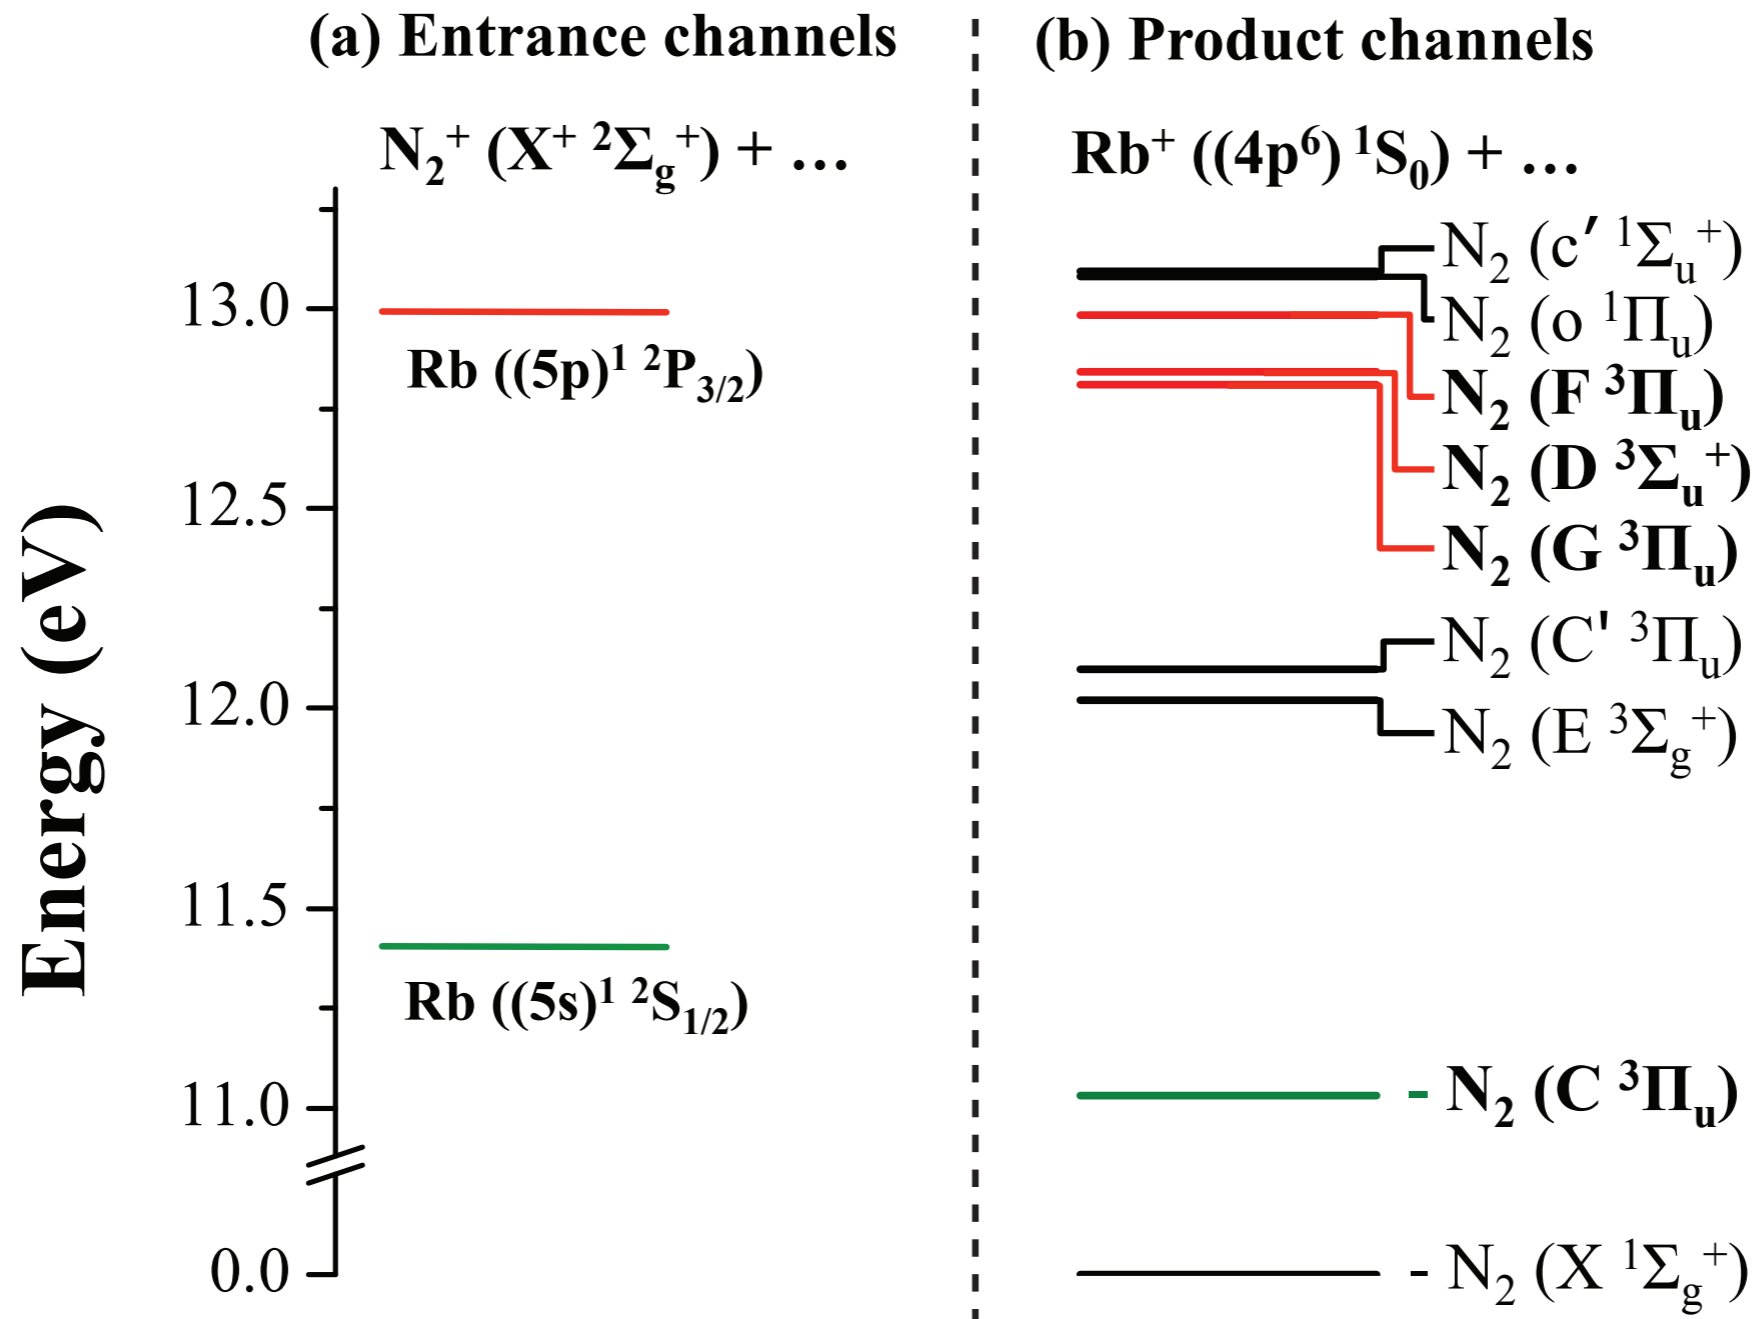 (a) Entrance channels
N₂⁺ (X⁺ ²Σg⁺) + …
Energy (eV)
13.0
12.5
12.0
11.5
11.0
0.0
Rb ((5p)¹ ²P₃/₂)
Rb ((5s)¹ ²S₁/₂)
(b) Product channels
Rb⁺ ((4p⁶) ¹S₀) + …
N₂ (c′ ¹Σu⁺)
N₂ (o ¹Πu)
N₂ (F ³Πu)
N₂ (D ³Σu⁺)
N₂ (G ³Πu)
N₂ (C' ³Πu)
N₂ (E ³Σg⁺)
N₂ (C ³Πu)
N₂ (X ¹Σg⁺)